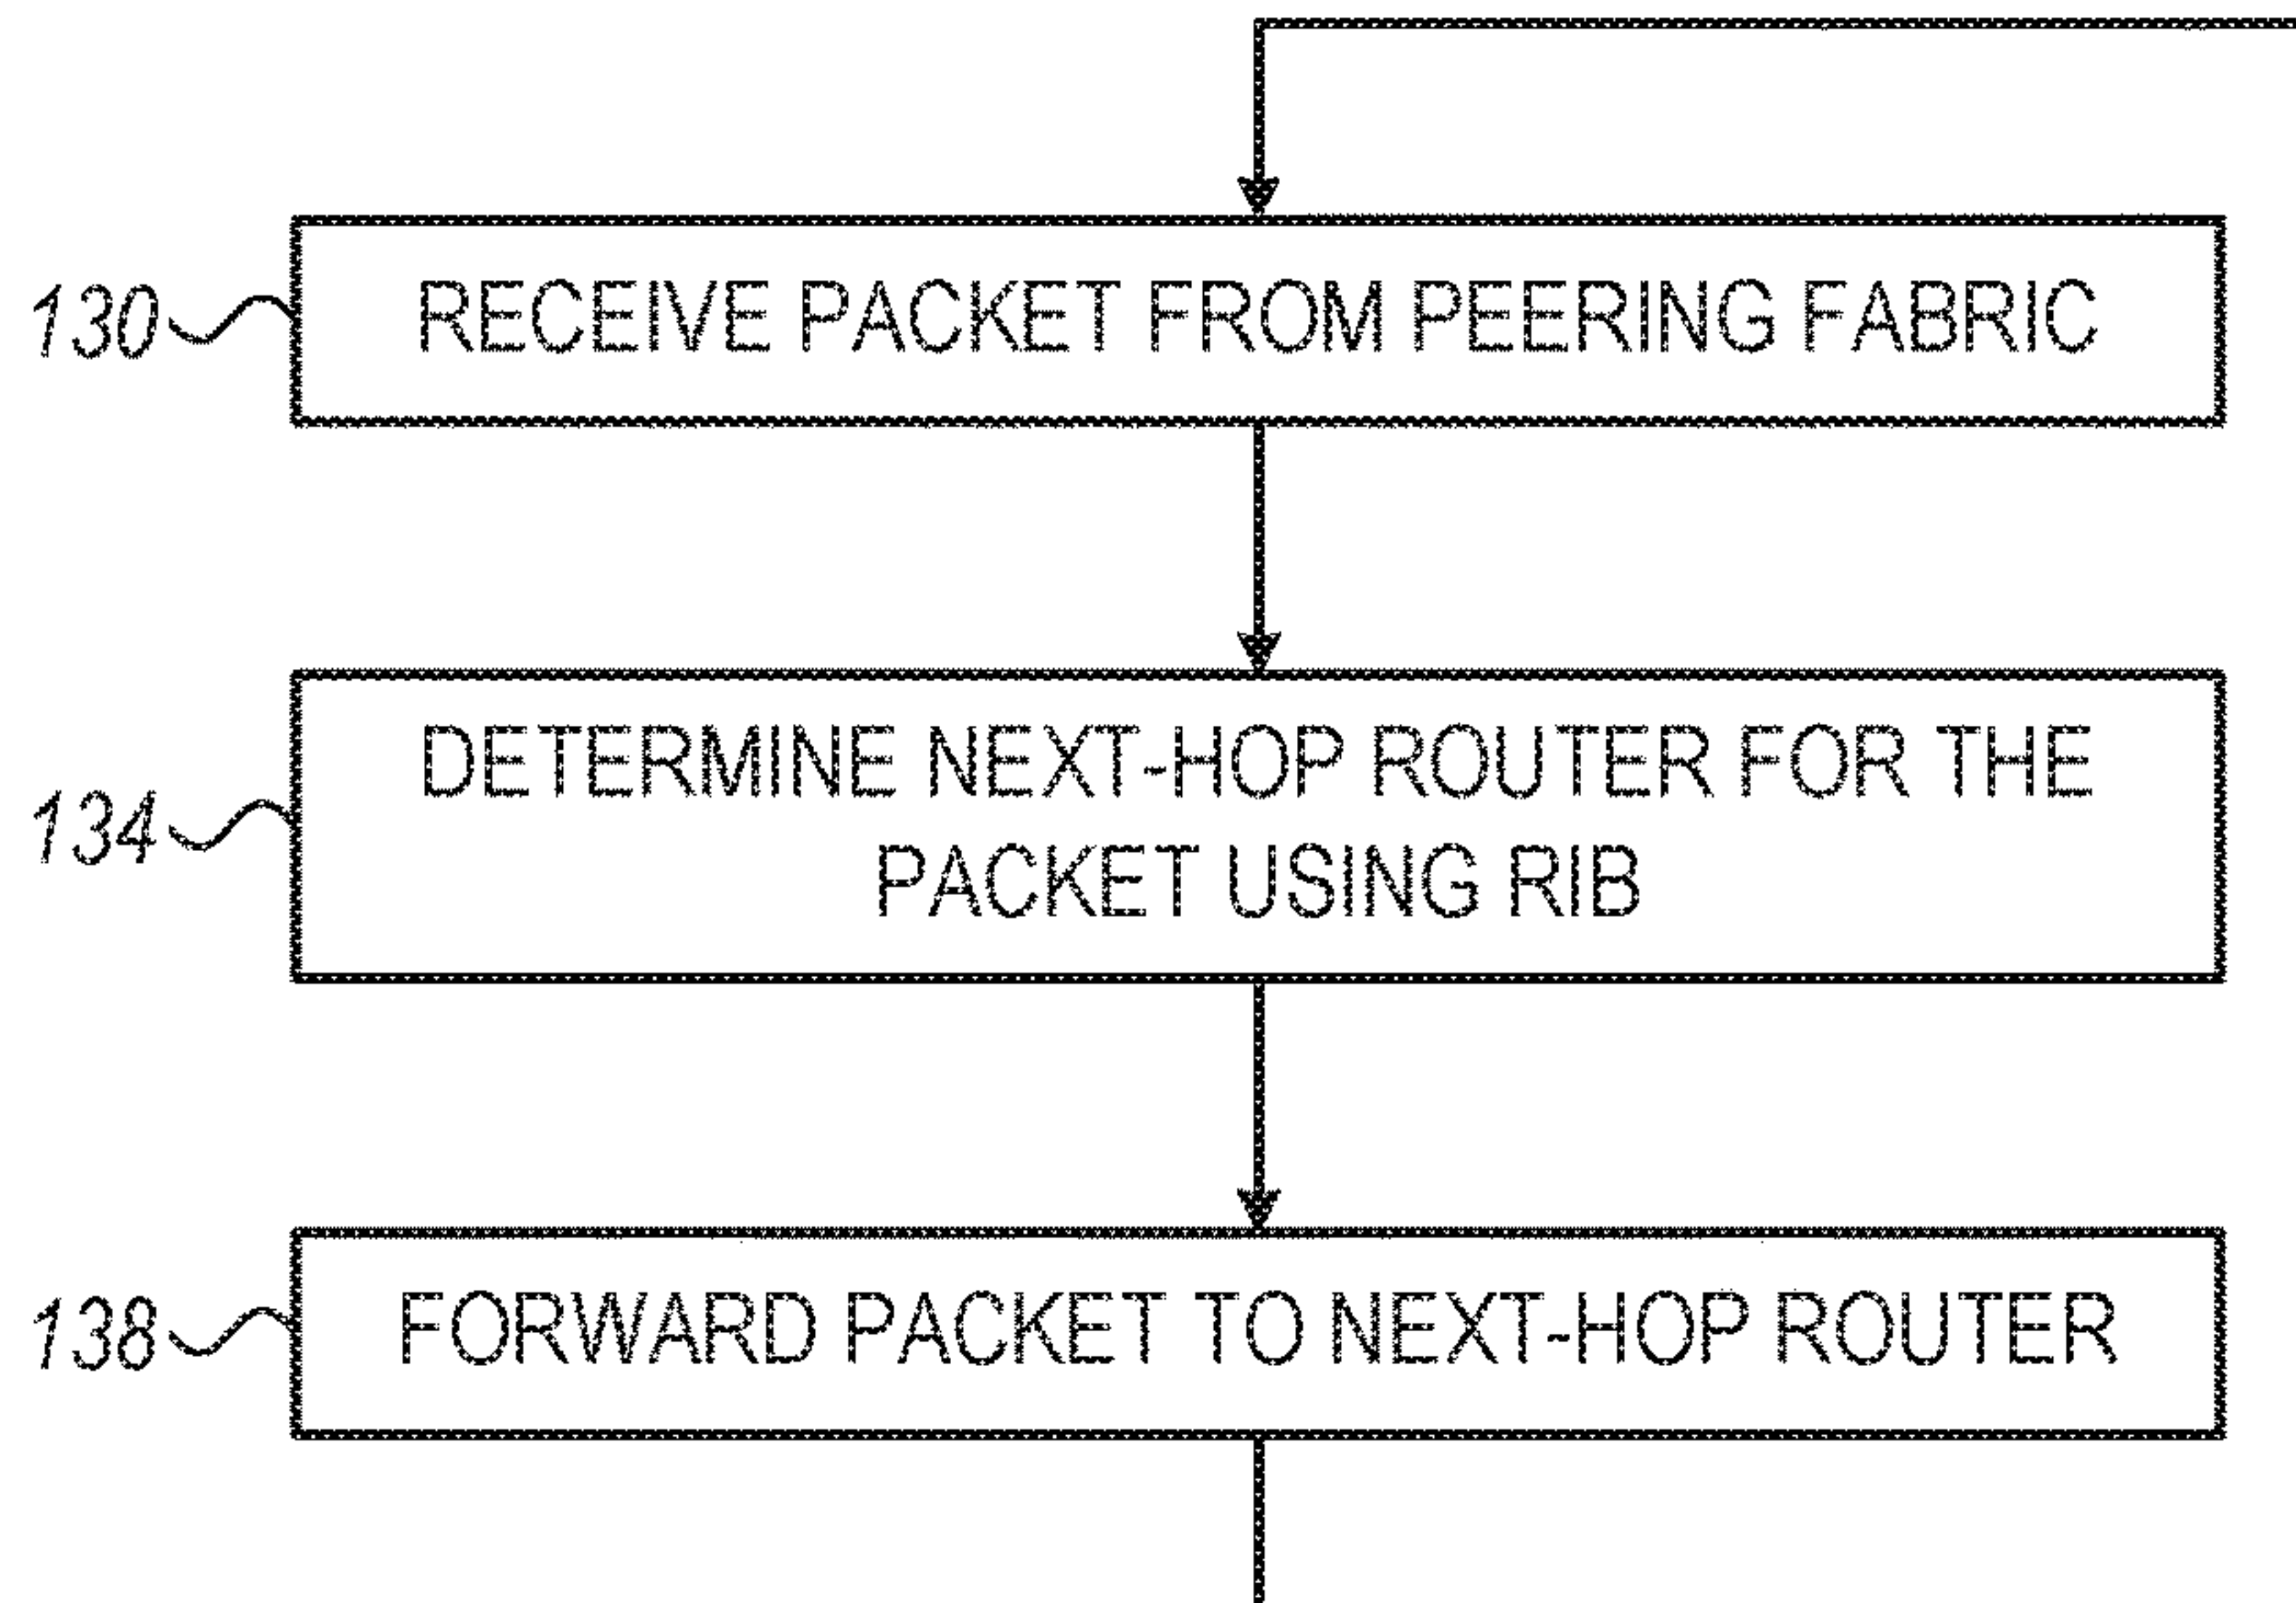 130 RECEIVE PACKET FROM PEERING FABRIC
134 DETERMINE NEXT-HOP ROUTER FOR THE
PACKET USING RIB
138 FORWARD PACKET TO NEXT-HOP ROUTER